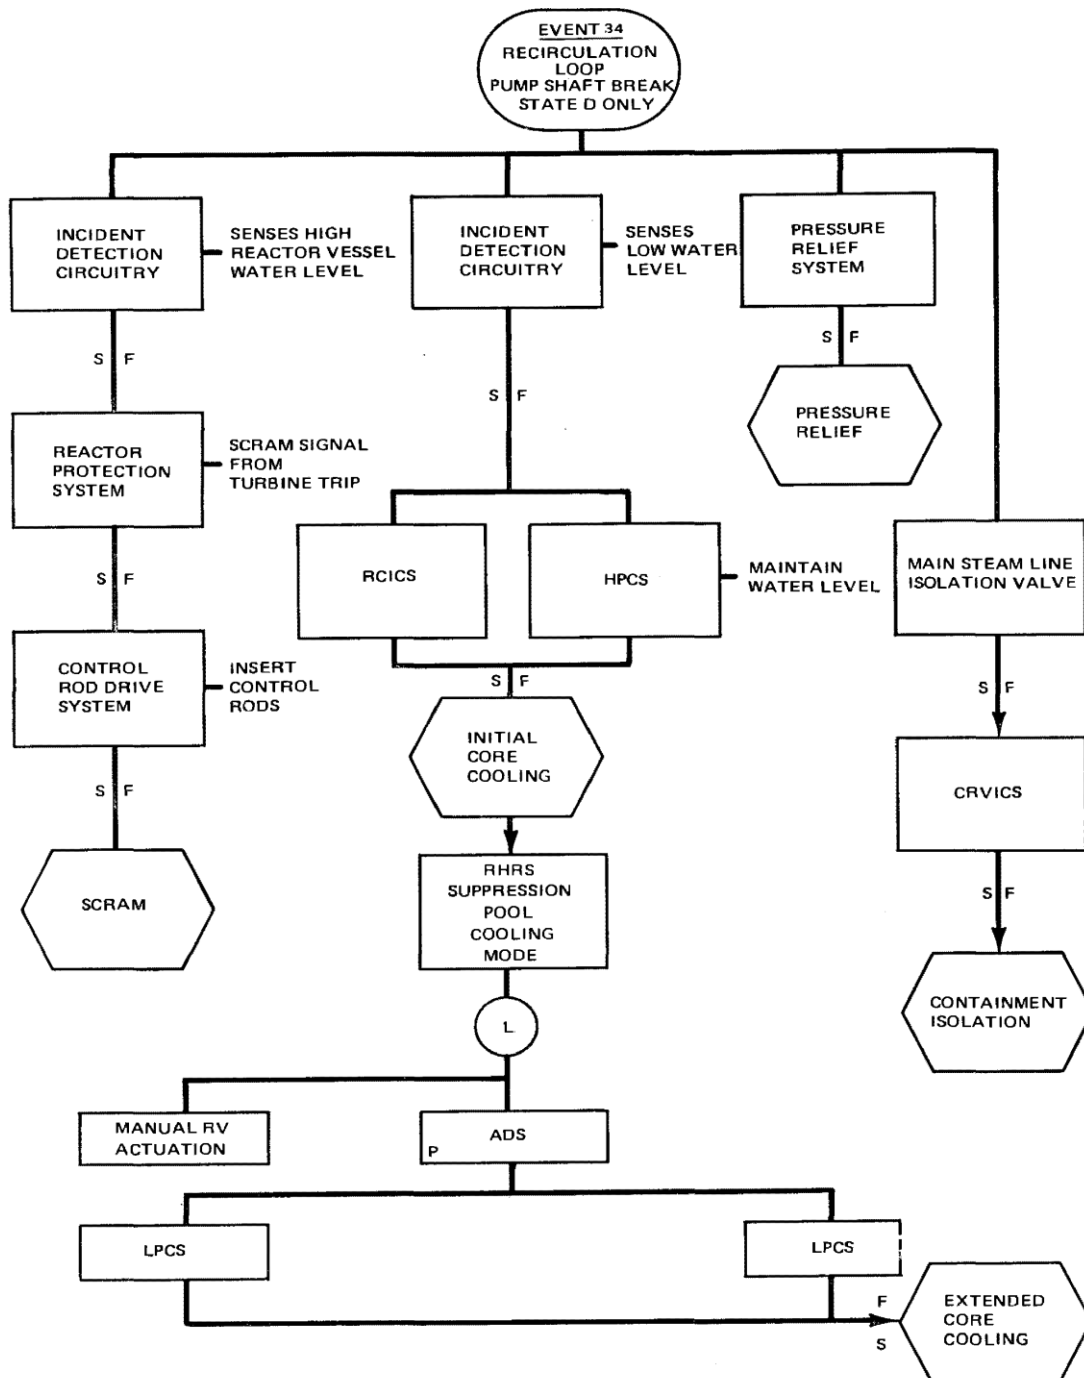 EVENT 34
RECIRCULATION
LOOP
PUMP SHAFT BREAK
STATE D ONLY
INCIDENT
DETECTION
CIRCUITRY
SENSES HIGH
REACTOR VESSEL
WATER LEVEL
INCIDENT
DETECTION
CIRCUITRY
SENSES
LOW WATER
LEVEL
PRESSURE
RELIEF
SYSTEM
S F
S F
S F
PRESSURE
RELIEF
REACTOR
PROTECTION
SYSTEM
SCRAM SIGNAL
FROM
TURBINE TRIP
RCICS
HPCS
MAINTAIN
WATER LEVEL
MAIN STEAM LINE
ISOLATION VALVE
S F
CONTROL
ROD DRIVE
SYSTEM
INSERT
CONTROL
RODS
S F
S F
INITIAL
CORE
COOLING
CRVICS
S F
SCRAM
RHRS
SUPPRESSION
POOL
COOLING
MODE
S F
CONTAINMENT
ISOLATION
L
MANUAL RV
ACTUATION
ADS
P
LPCS
LPCS
F
S
EXTENDED
CORE
COOLING